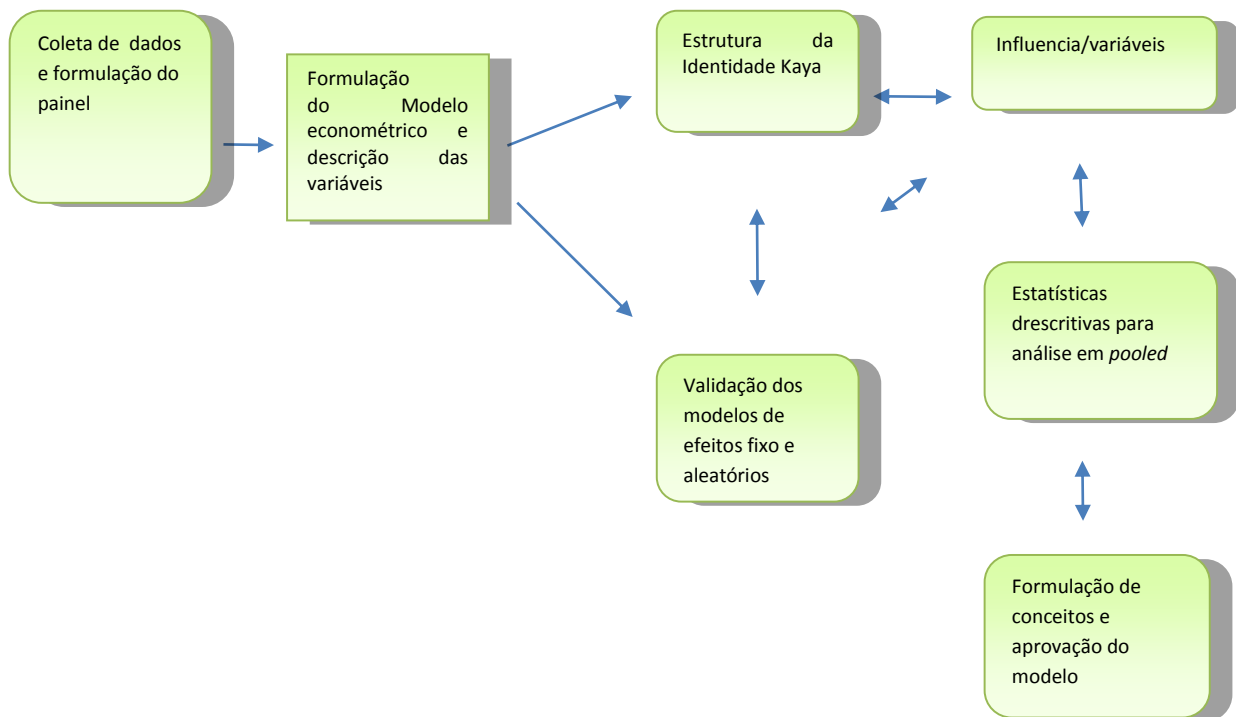 Coleta de dados
e formulação do
painel
Formulação
do Modelo
econométrico e
descrição das
variáveis
Estrutura da
Identidade Kaya
Influencia/variáveis
Validação dos
modelos de
efeitos fixo e
aleatórios
Estatísticas
drescritivas para
análise em pooled
Formulação de
conceitos e
aprovação do
modelo